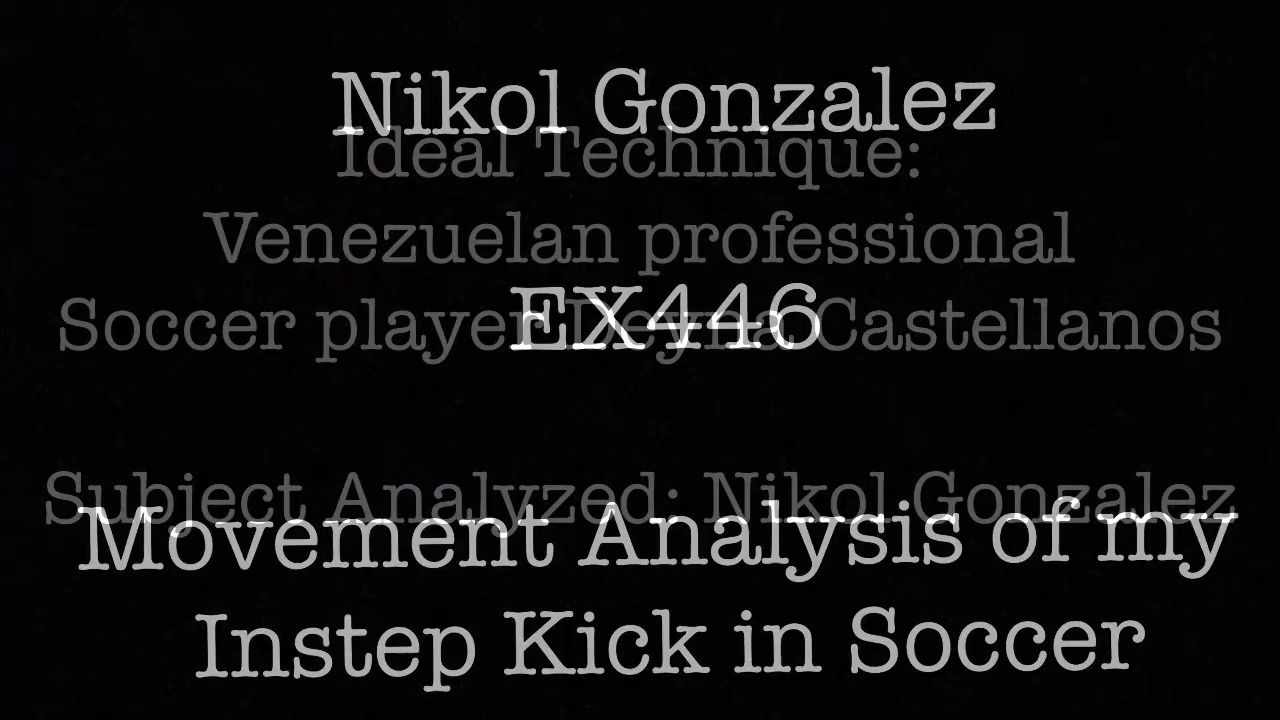 Nikol Gonzalez
Ideal Technique:
Venezuelan professional
EX446
Soccer player Deyna Castellanos
Subject Analyzed: Nikol Gonzalez
Movement Analysis of my
Instep Kick in Soccer